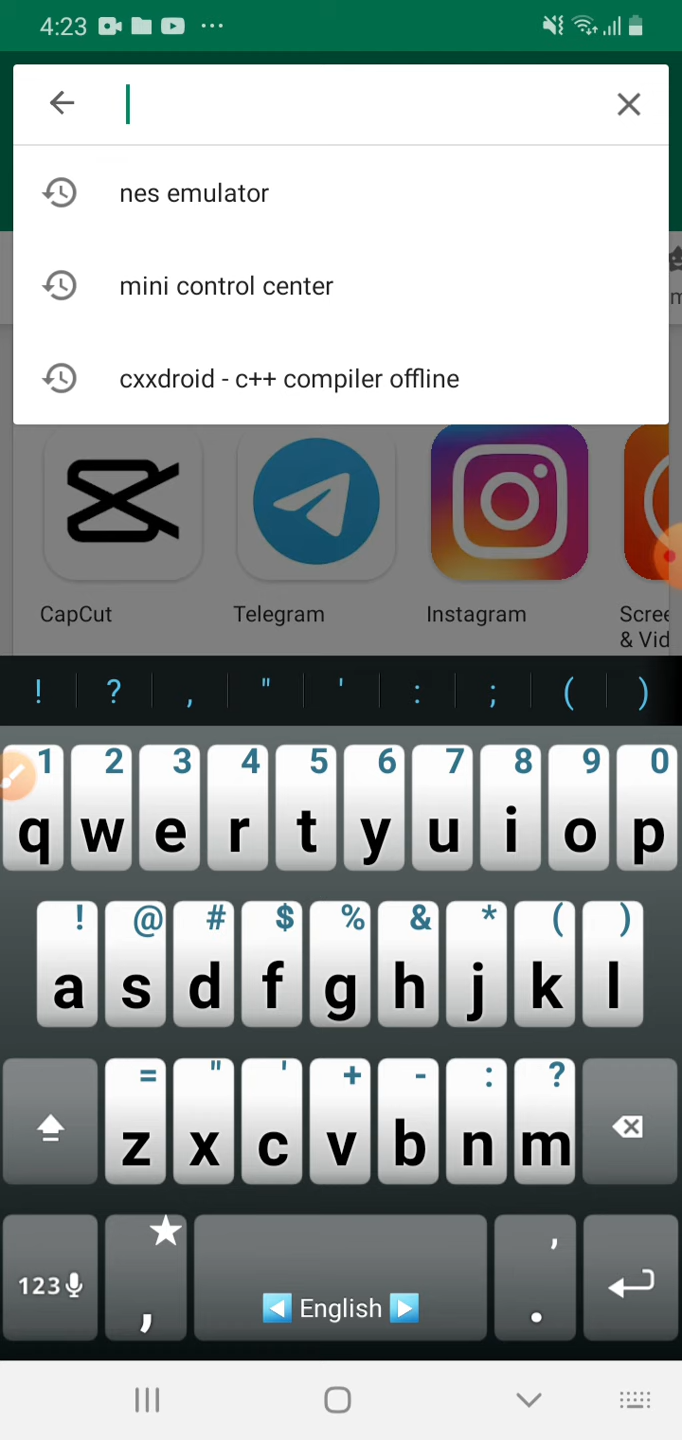 4:23
nes emulator
mini control center
cxxdroid - c++ compiler offline
CapCut Telegram Instagram Scree
& Vid
! ? , " ' : ; ( )
1 2 3 4 5 6 7 8 9 0
q w e r t y u i o p
! @ # $ % & * ( )
a s d f g h j k l
= " ' + - : ?
z x c v b n m
123 , English . ,